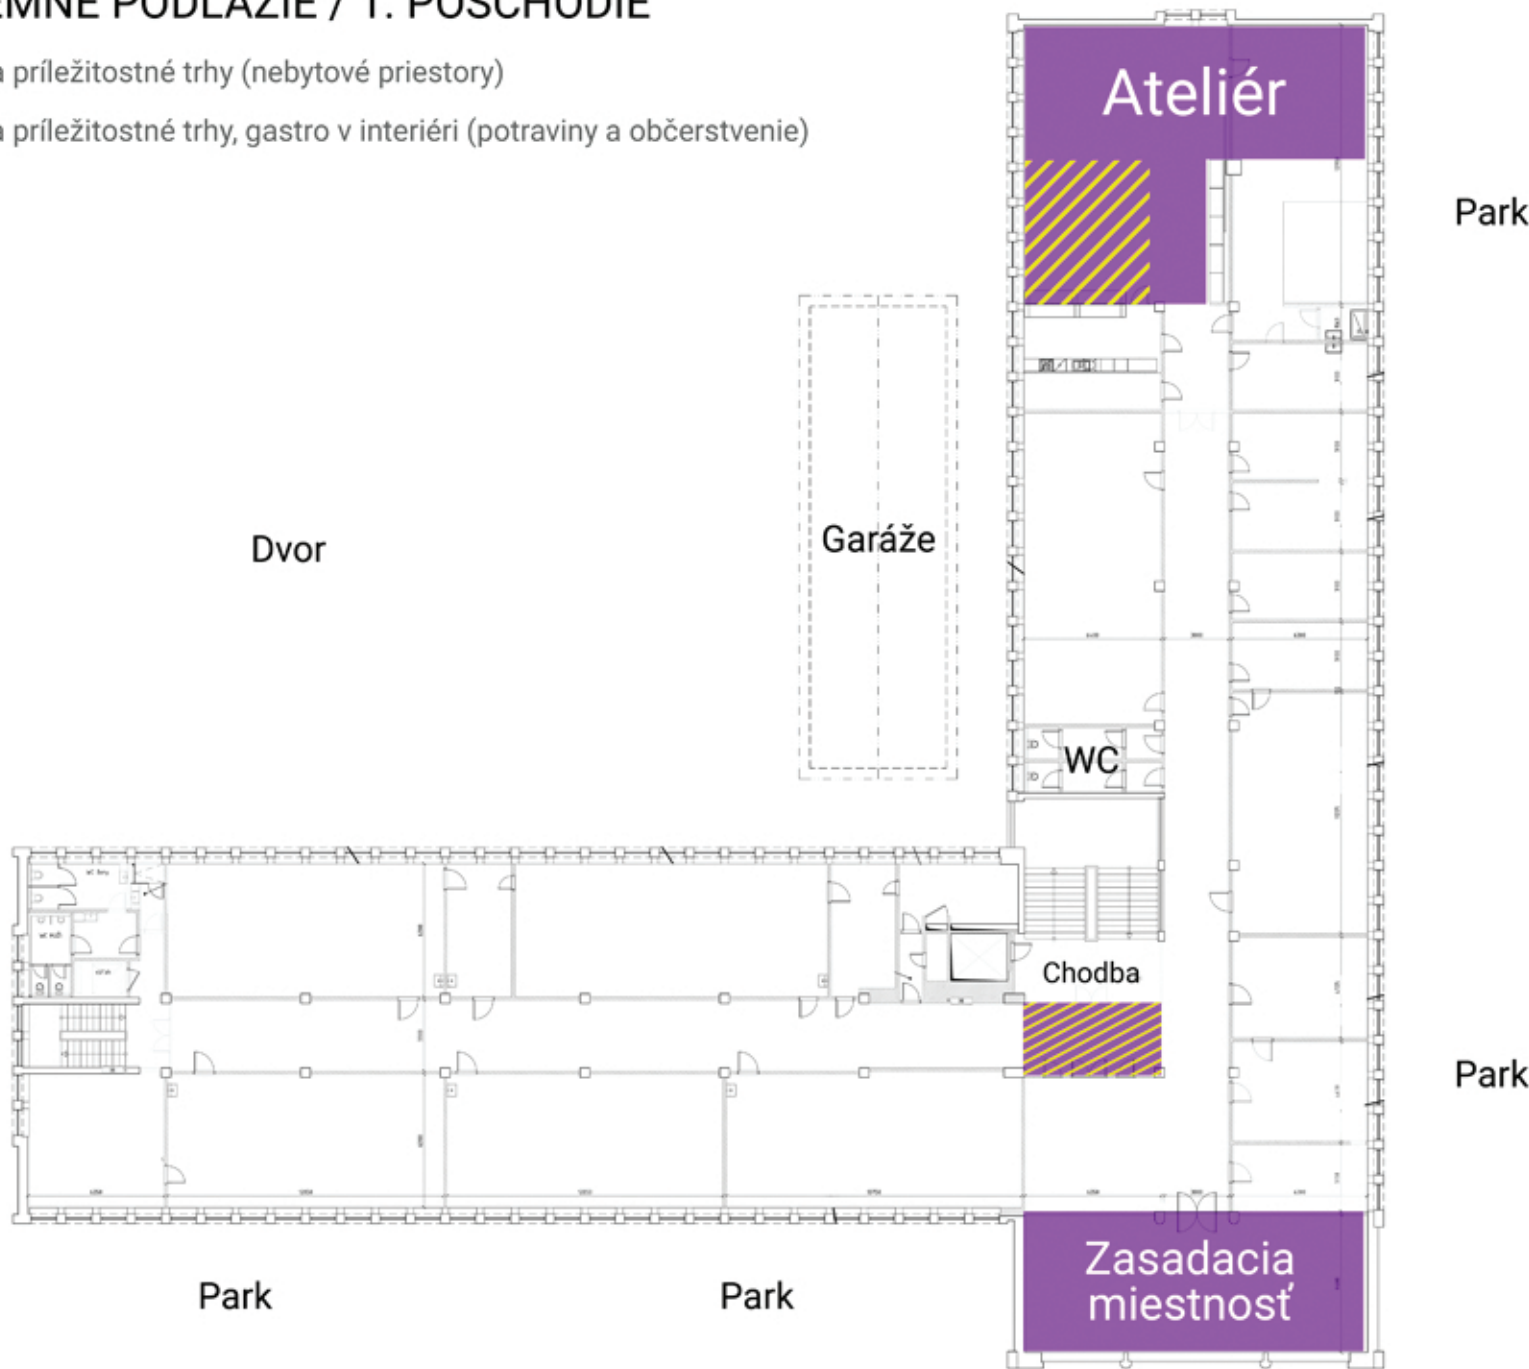 EMNÉ PODLAŽIE / 1. POSCHODIE
a príležitostné trhy (nebytové priestory)
a príležitostné trhy, gastro v interiéri (potraviny a občerstvenie)
Ateliér
Park
Dvor
Garáže
WC
Chodba
Park
Park
Park
Zasadacia
miestnosť